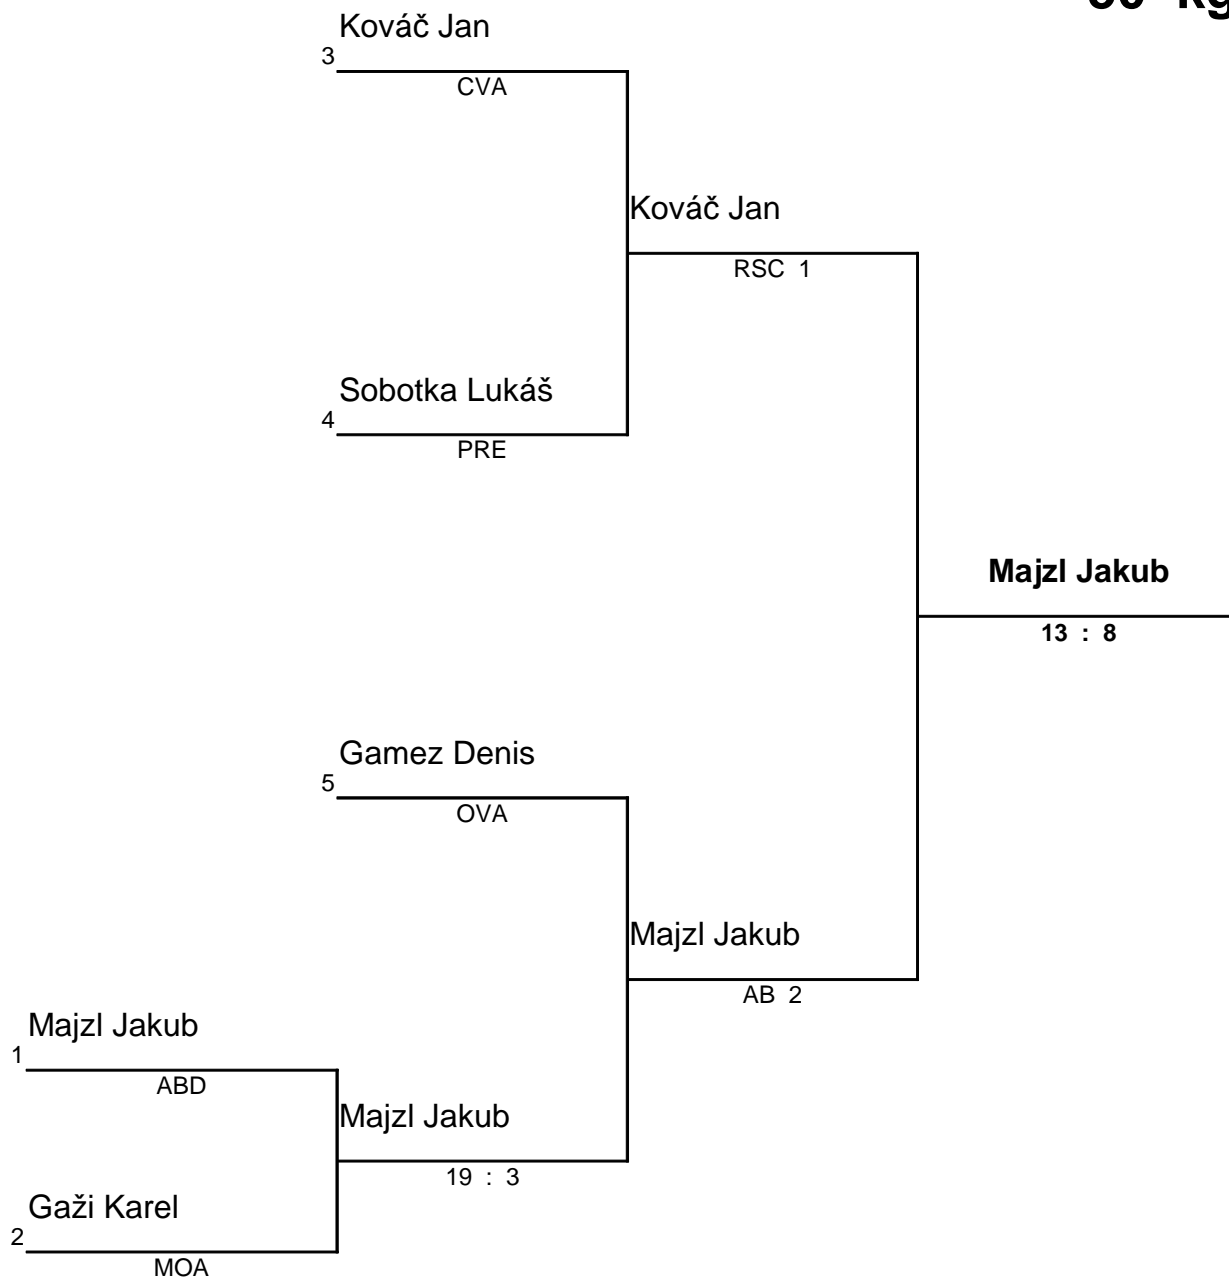 Kováč Jan
3
CVA
Kováč Jan
RSC 1
Sobotka Lukáš
4
PRE
Majzl Jakub
13 : 8
Gamez Denis
5
OVA
Majzl Jakub
AB 2
Majzl Jakub
1
ABD
Majzl Jakub
19 : 3
Gaži Karel
2
MOA